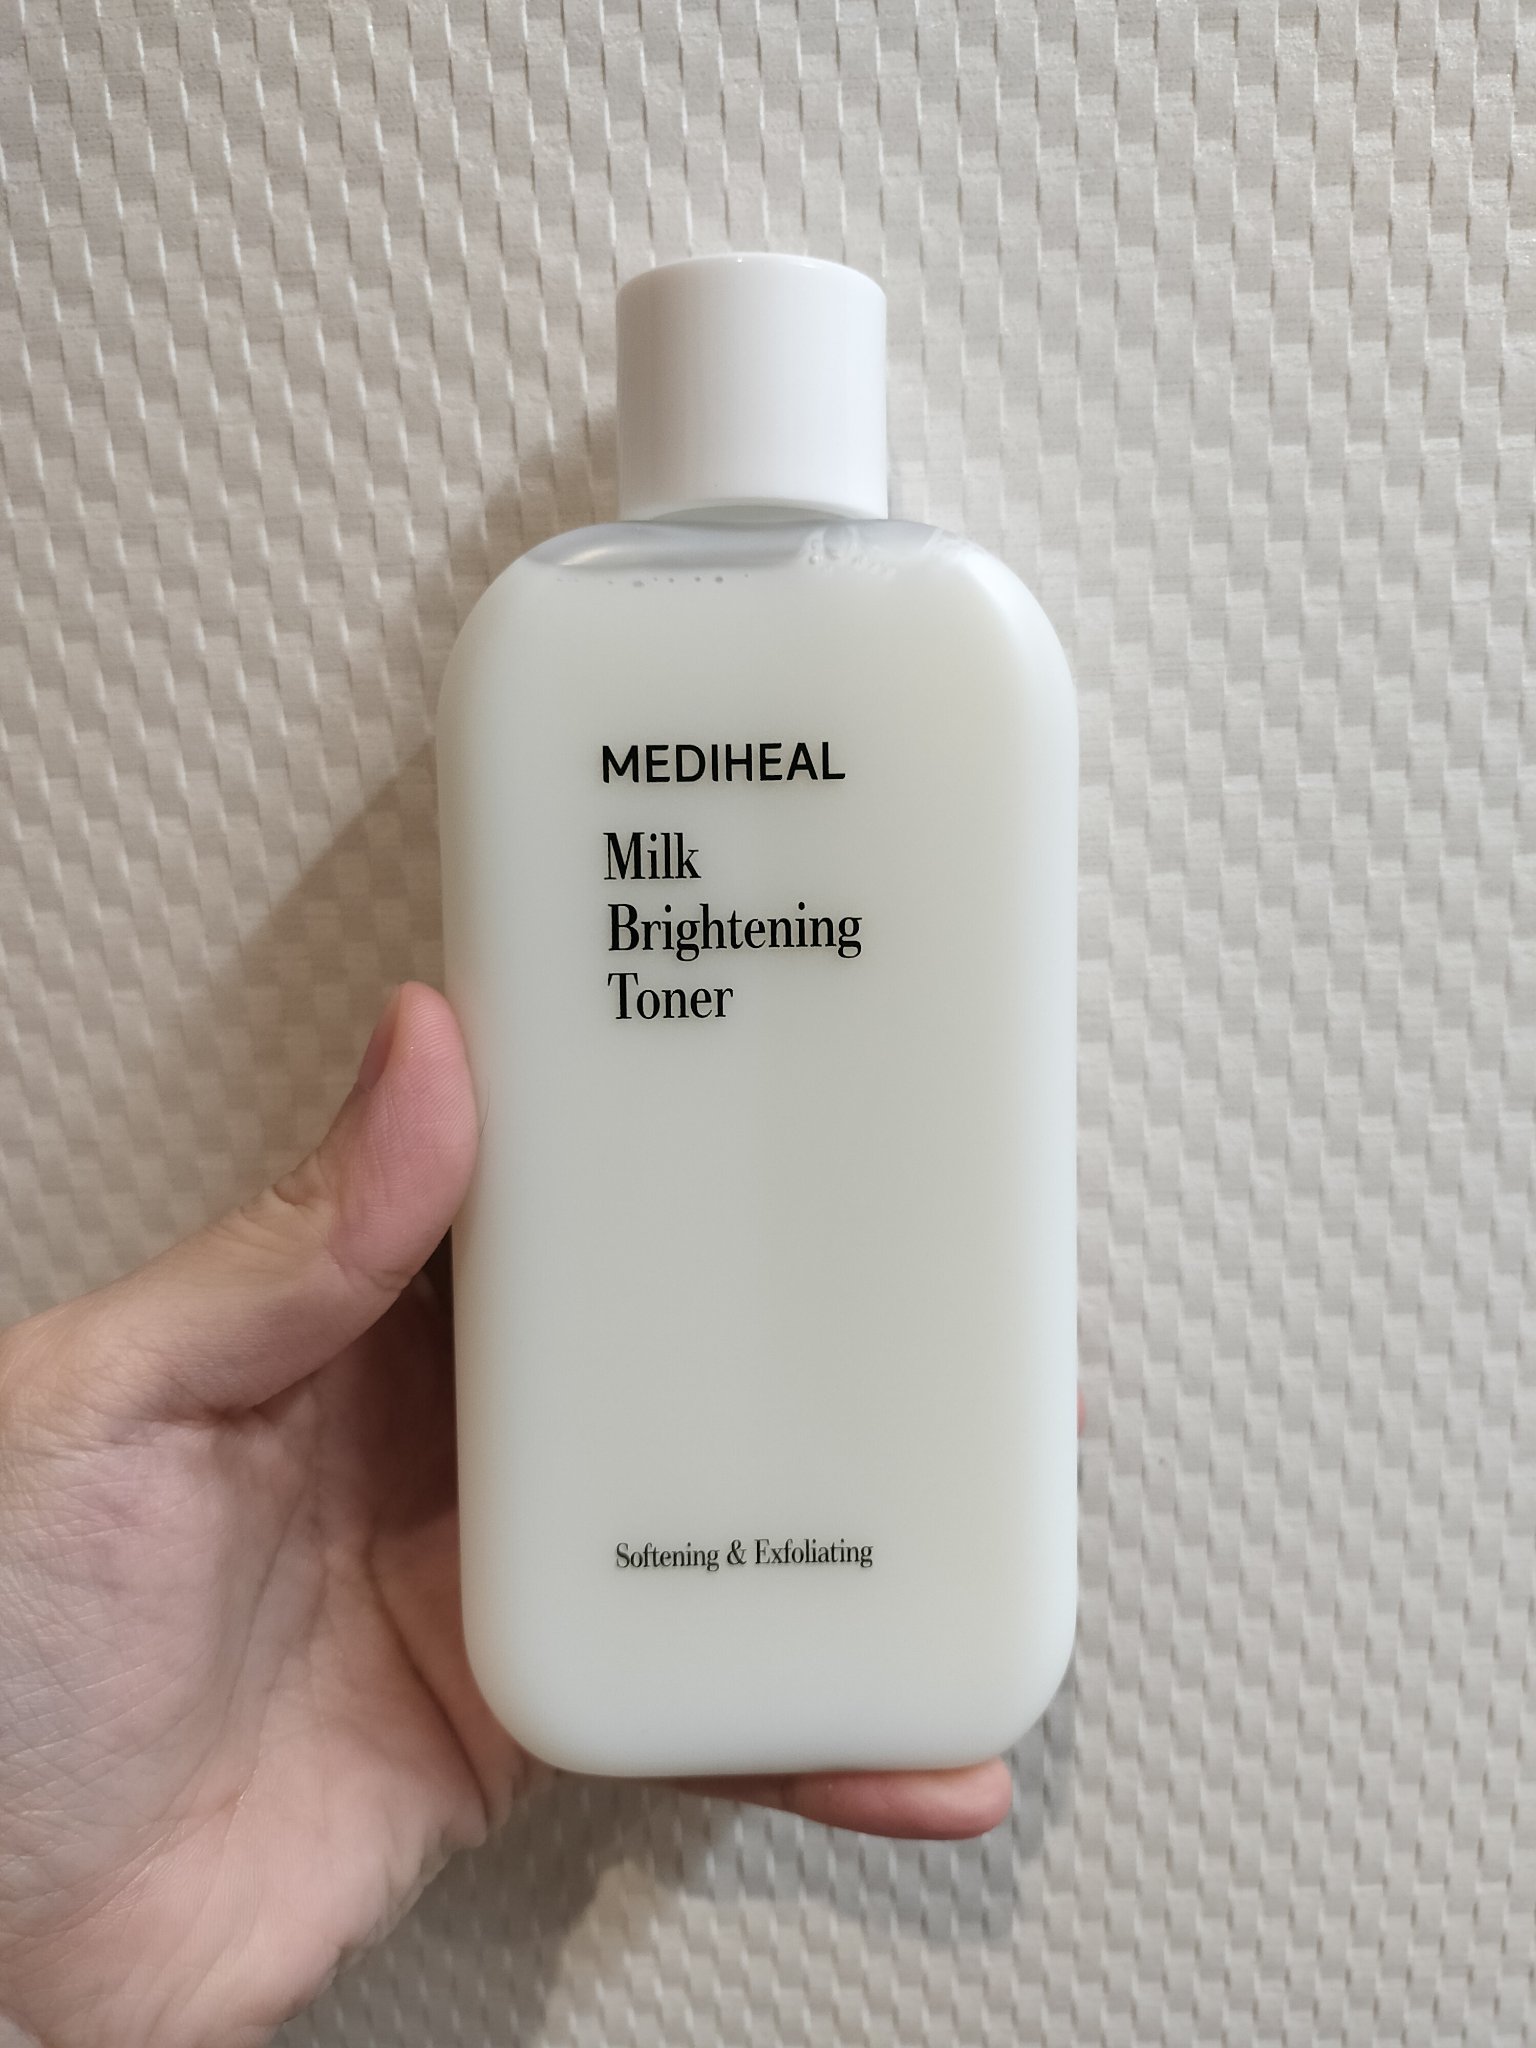 MEDIHEAL
Milk
Brightening
Toner
Softening & Exfoliating